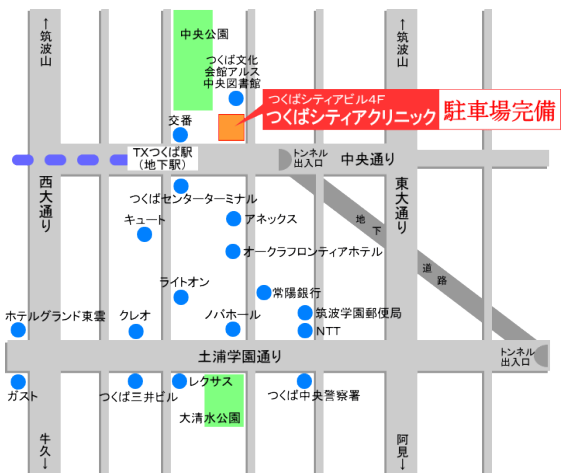 ↑筑波山
↑筑波山
中央公園
つくば文化
会館アルス
中央図書館
つくばシティアビル4F
つくばシティアクリニック
駐車場完備
交番
TXつくば駅
(地下駅)
トンネル
出入口
中央通り
西大通り
東大通り
つくばセンターターミナル
キュート
アネックス
地下道路
オークラフロンティアホテル
ライトオン
常陽銀行
ホテルグランド東雲
クレオ
ノバホール
筑波学園郵便局
NTT
土浦学園通り
トンネル
出入口
ガスト
つくば三井ビル
レクサス
つくば中央警察署
大清水公園
牛久↓
阿見↓